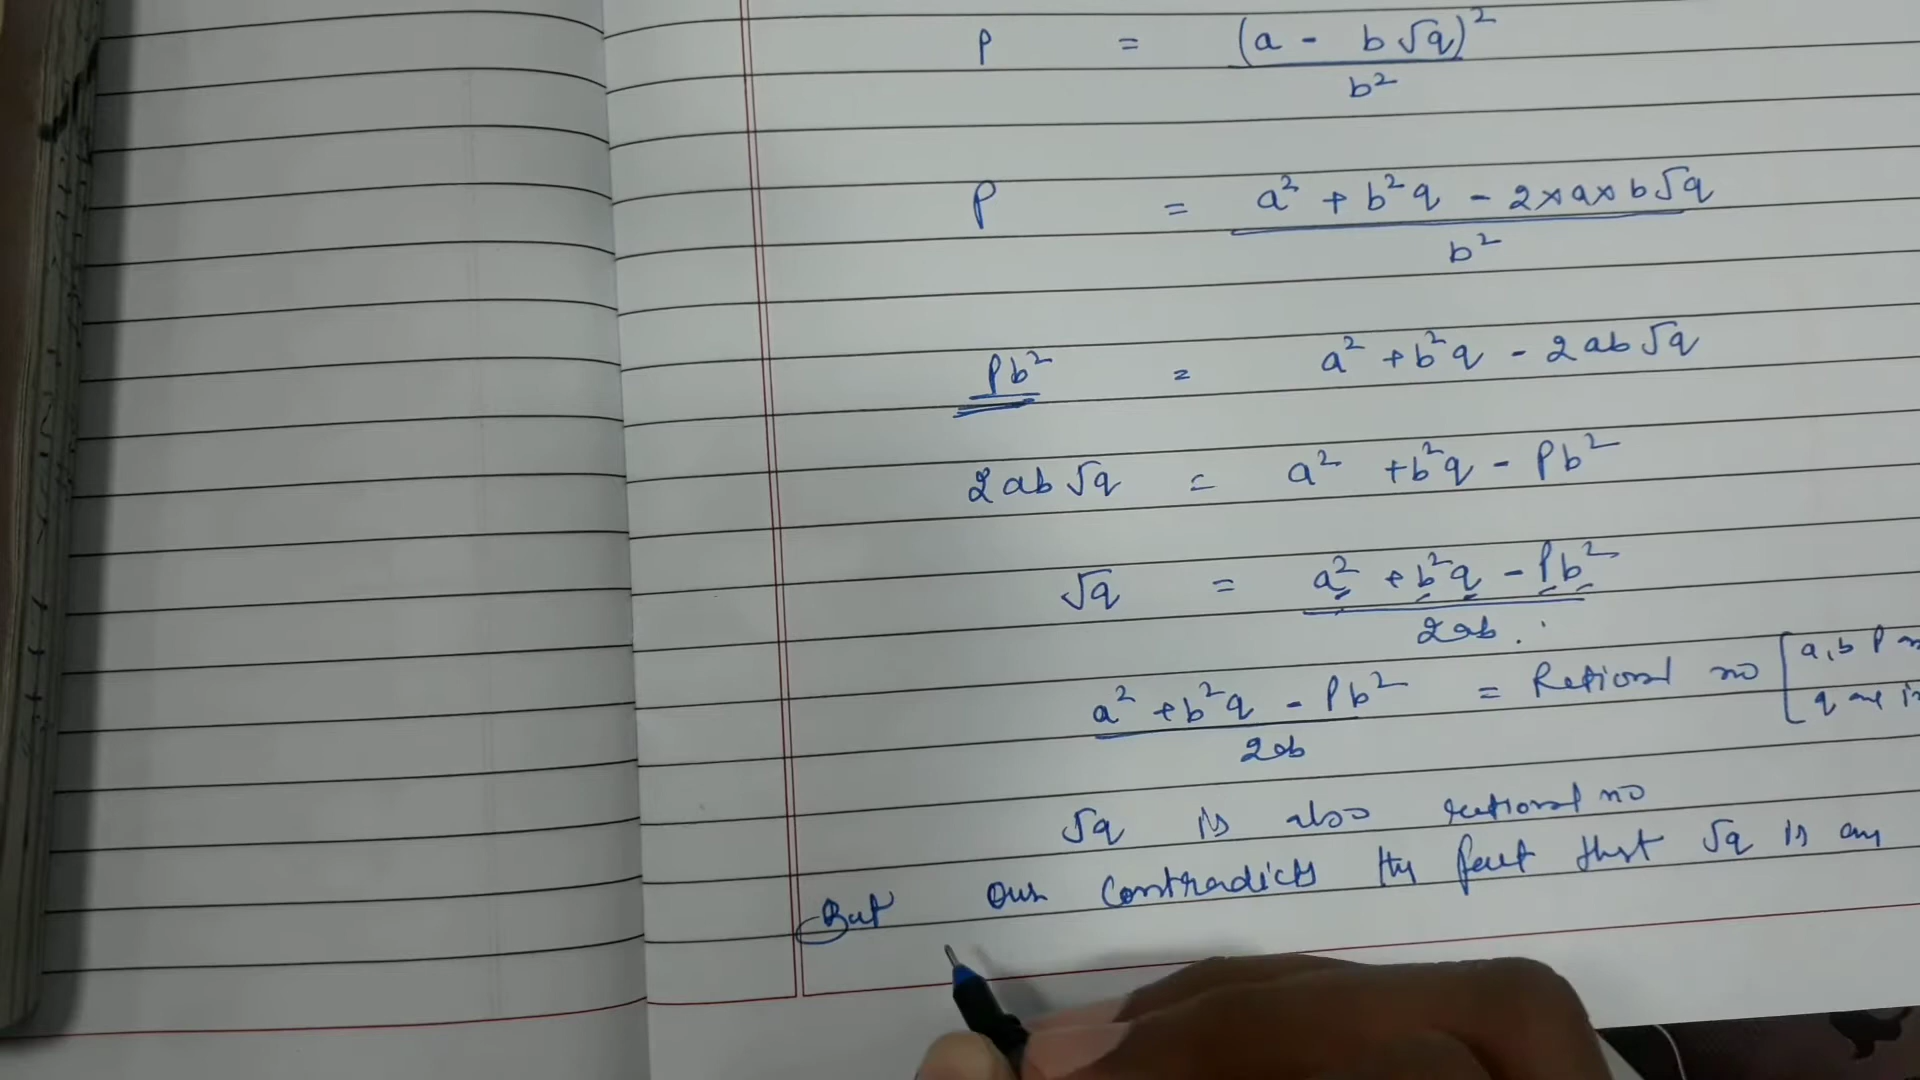 P = (a - b√q)² / b²
P = a² + b²q - 2×a×b√q / b²
Pb² = a² + b²q - 2ab√q
2ab√q = a² + b²q - Pb²
√q = a² + b²q - Pb² / 2ab.
a² + b²q - Pb² / 2ab = Rational no [a, b P
q are
√q is also rational no
But our contradicts the fact that √q is an